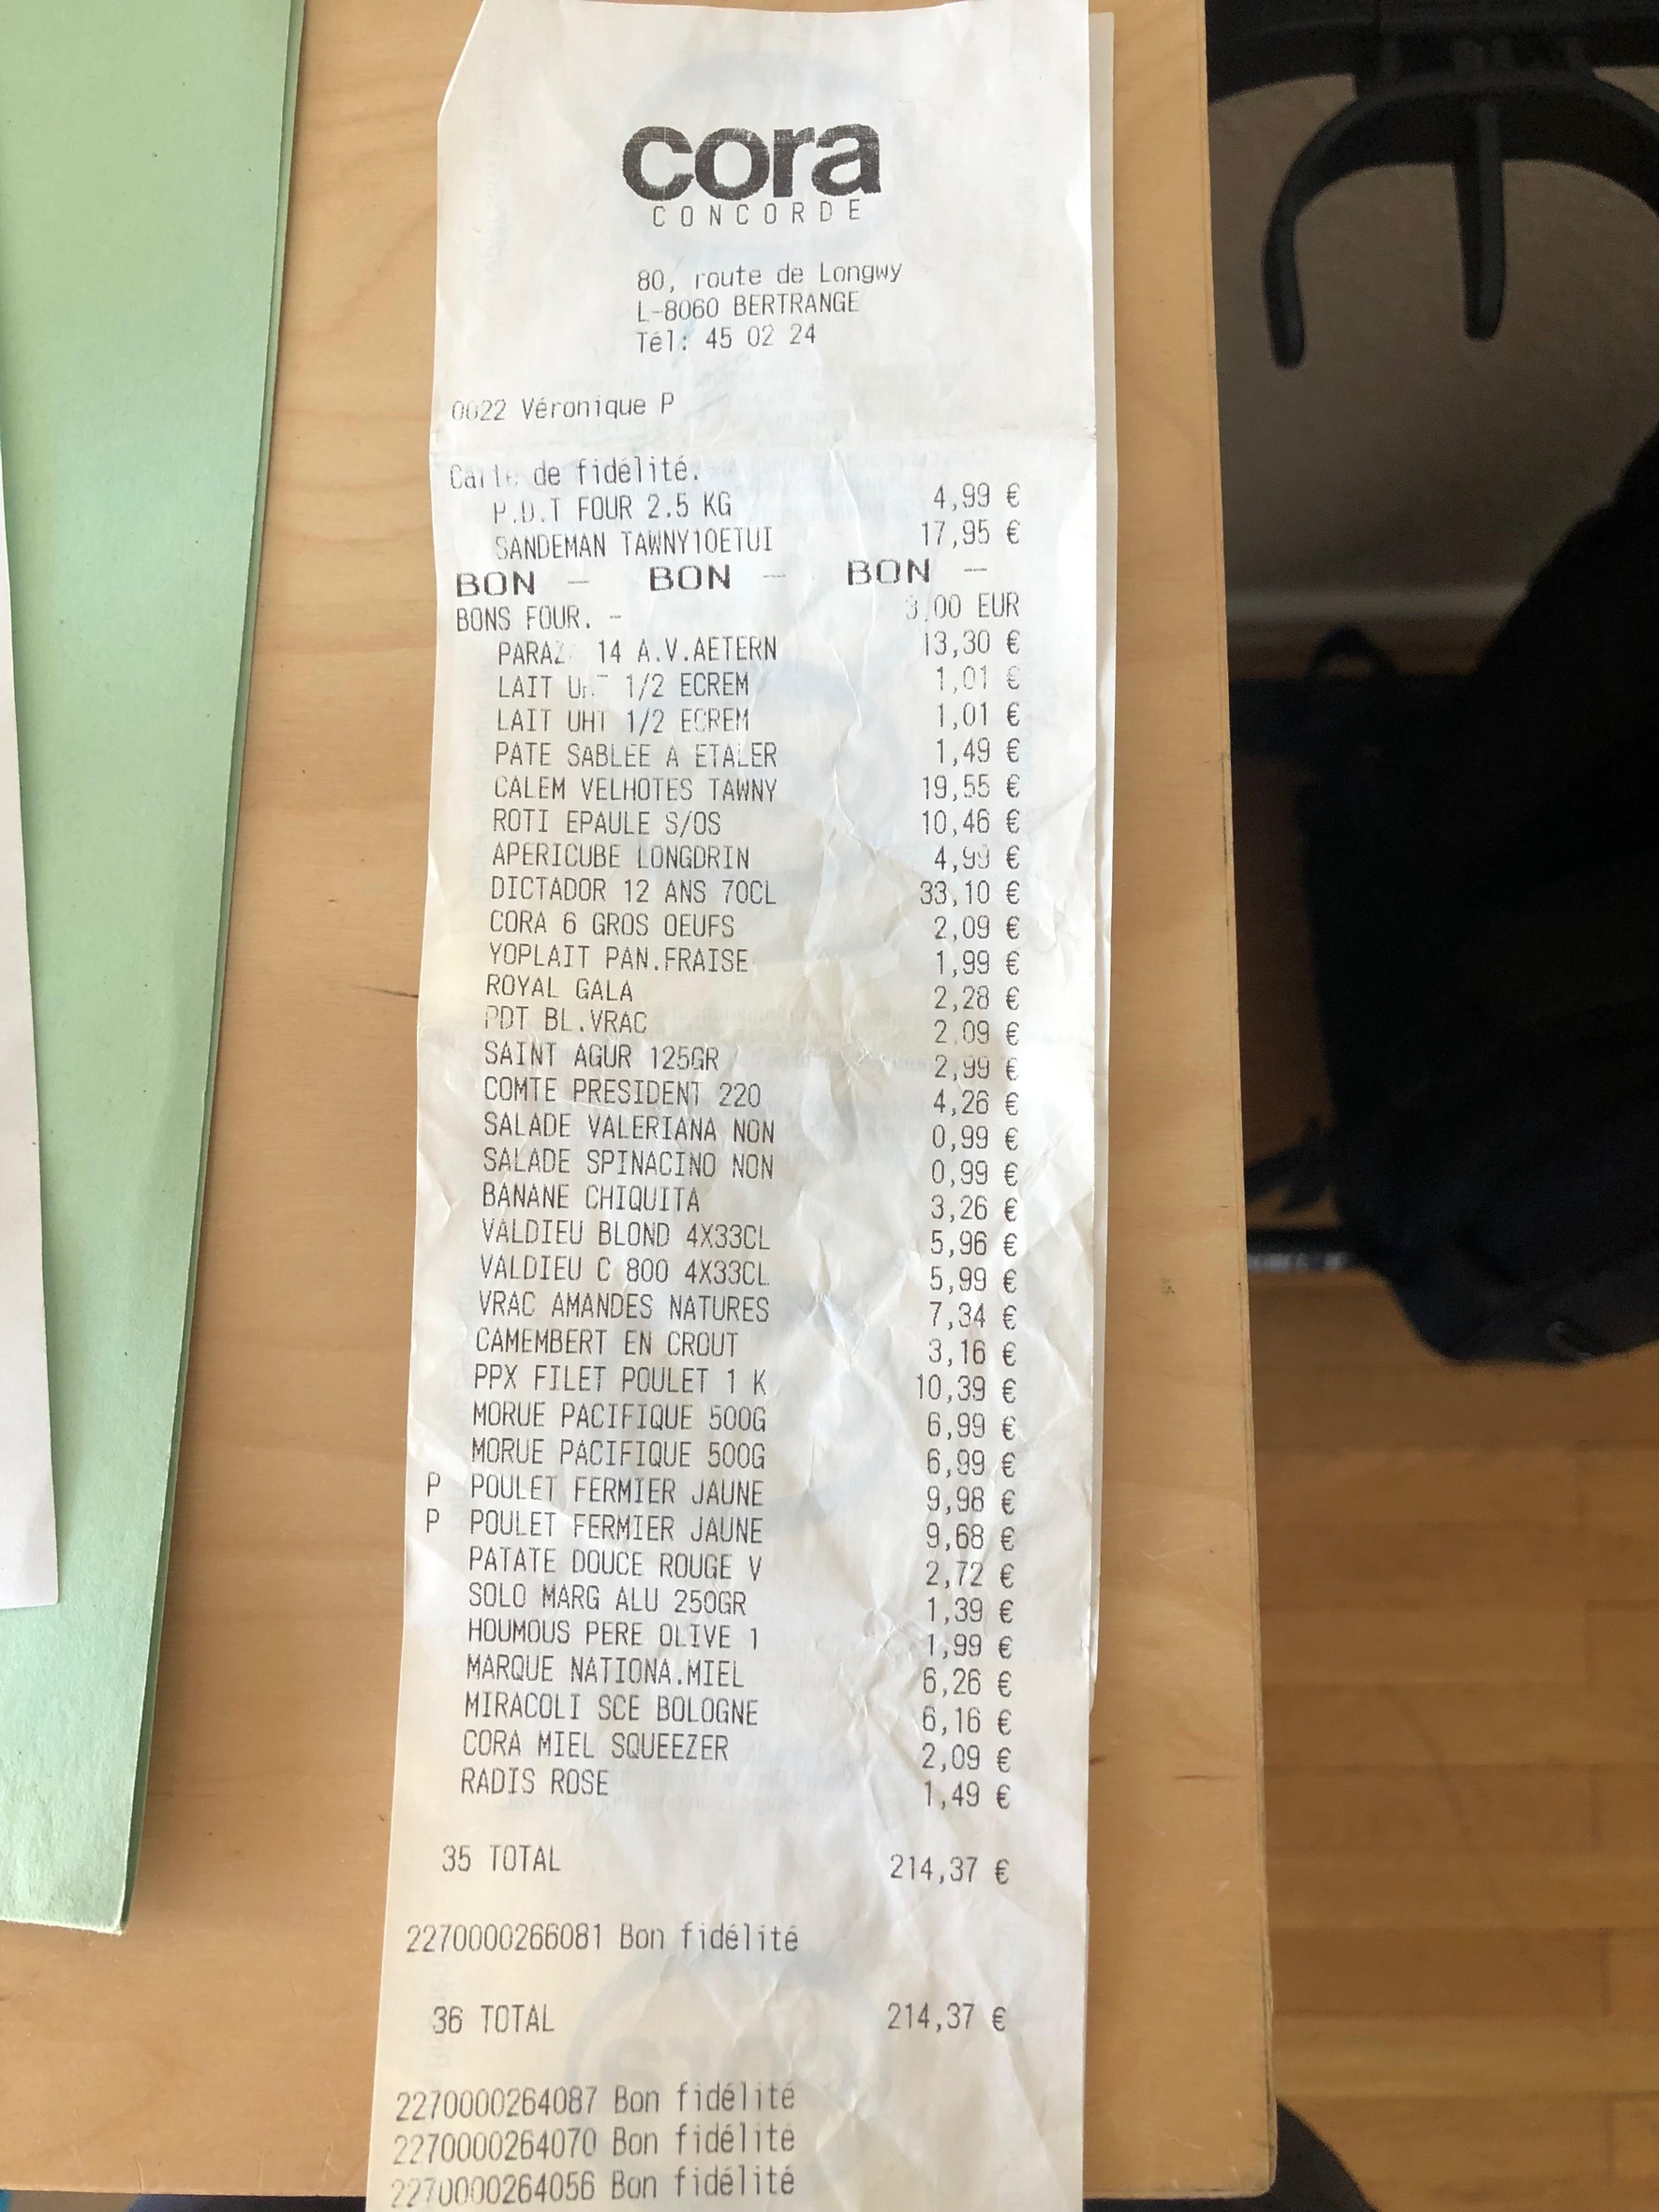 cora
CONCORDE
80, route de Longwy
L-8060 BERTRANGE
Tél: 45 02 24
0022 Véronique P
Carte de fidélité.
P.D.T FOUR 2.5 KG 4,99 €
SANDEMAN TAWNY10ETUI 17,95 €
BON - BON - BON -
BONS FOUR. - 3,00 EUR
14 A.V.AETERN 13,30 €
LAIT UHT 1/2 ECREM 1,01 €
LAIT UHT 1/2 ECREM 1,01 €
PATE SABLEE A ETALER 1,49 €
CALEM VELHOTES TAWNY 19,55 €
ROTI EPAULE S/OS 10,46 €
APERICUBE LONGDRIN 4,99 €
DICTADOR 12 ANS 70CL 33,10 €
CORA 6 GROS OEUFS 2,09 €
YOPLAIT PAN.FRAISE 1,99 €
ROYAL GALA 2,28 €
PDT BL.VRAC 2,09 €
SAINT AGUR 125GR 2,99 €
COMTE PRESIDENT 220 4,26 €
SALADE VALERIANA NON 0,99 €
SALADE SPINACINO NON 0,99 €
BANANE CHIQUITA 3,26 €
VALDIEU BLOND 4X33CL 5,96 €
VALDIEU C 800 4X33CL 5,99 €
VRAC AMANDES NATURES 7,34 €
CAMEMBERT EN CROUT 3,16 €
PPX FILET POULET 1 K 10,39 €
MORUE PACIFIQUE 500G 6,99 €
MORUE PACIFIQUE 500G 6,99 €
P POULET FERMIER JAUNE 9,98 €
P POULET FERMIER JAUNE 9,68 €
PATATE DOUCE ROUGE V 2,72 €
SOLO MARG ALU 250GR 1,39 €
HOUMOUS PERE OLIVE 1 1,99 €
MARQUE NATIONA.MIEL 6,26 €
MIRACOLI SCE BOLOGNE 6,16 €
CORA MIEL SQUEEZER 2,09 €
RADIS ROSE 1,49 €
35 TOTAL 214,37 €
2270000266081 Bon fidélité
36 TOTAL 214,37 €
2270000264087 Bon fidélité
2270000264070 Bon fidélité
2270000264056 Bon fidélité